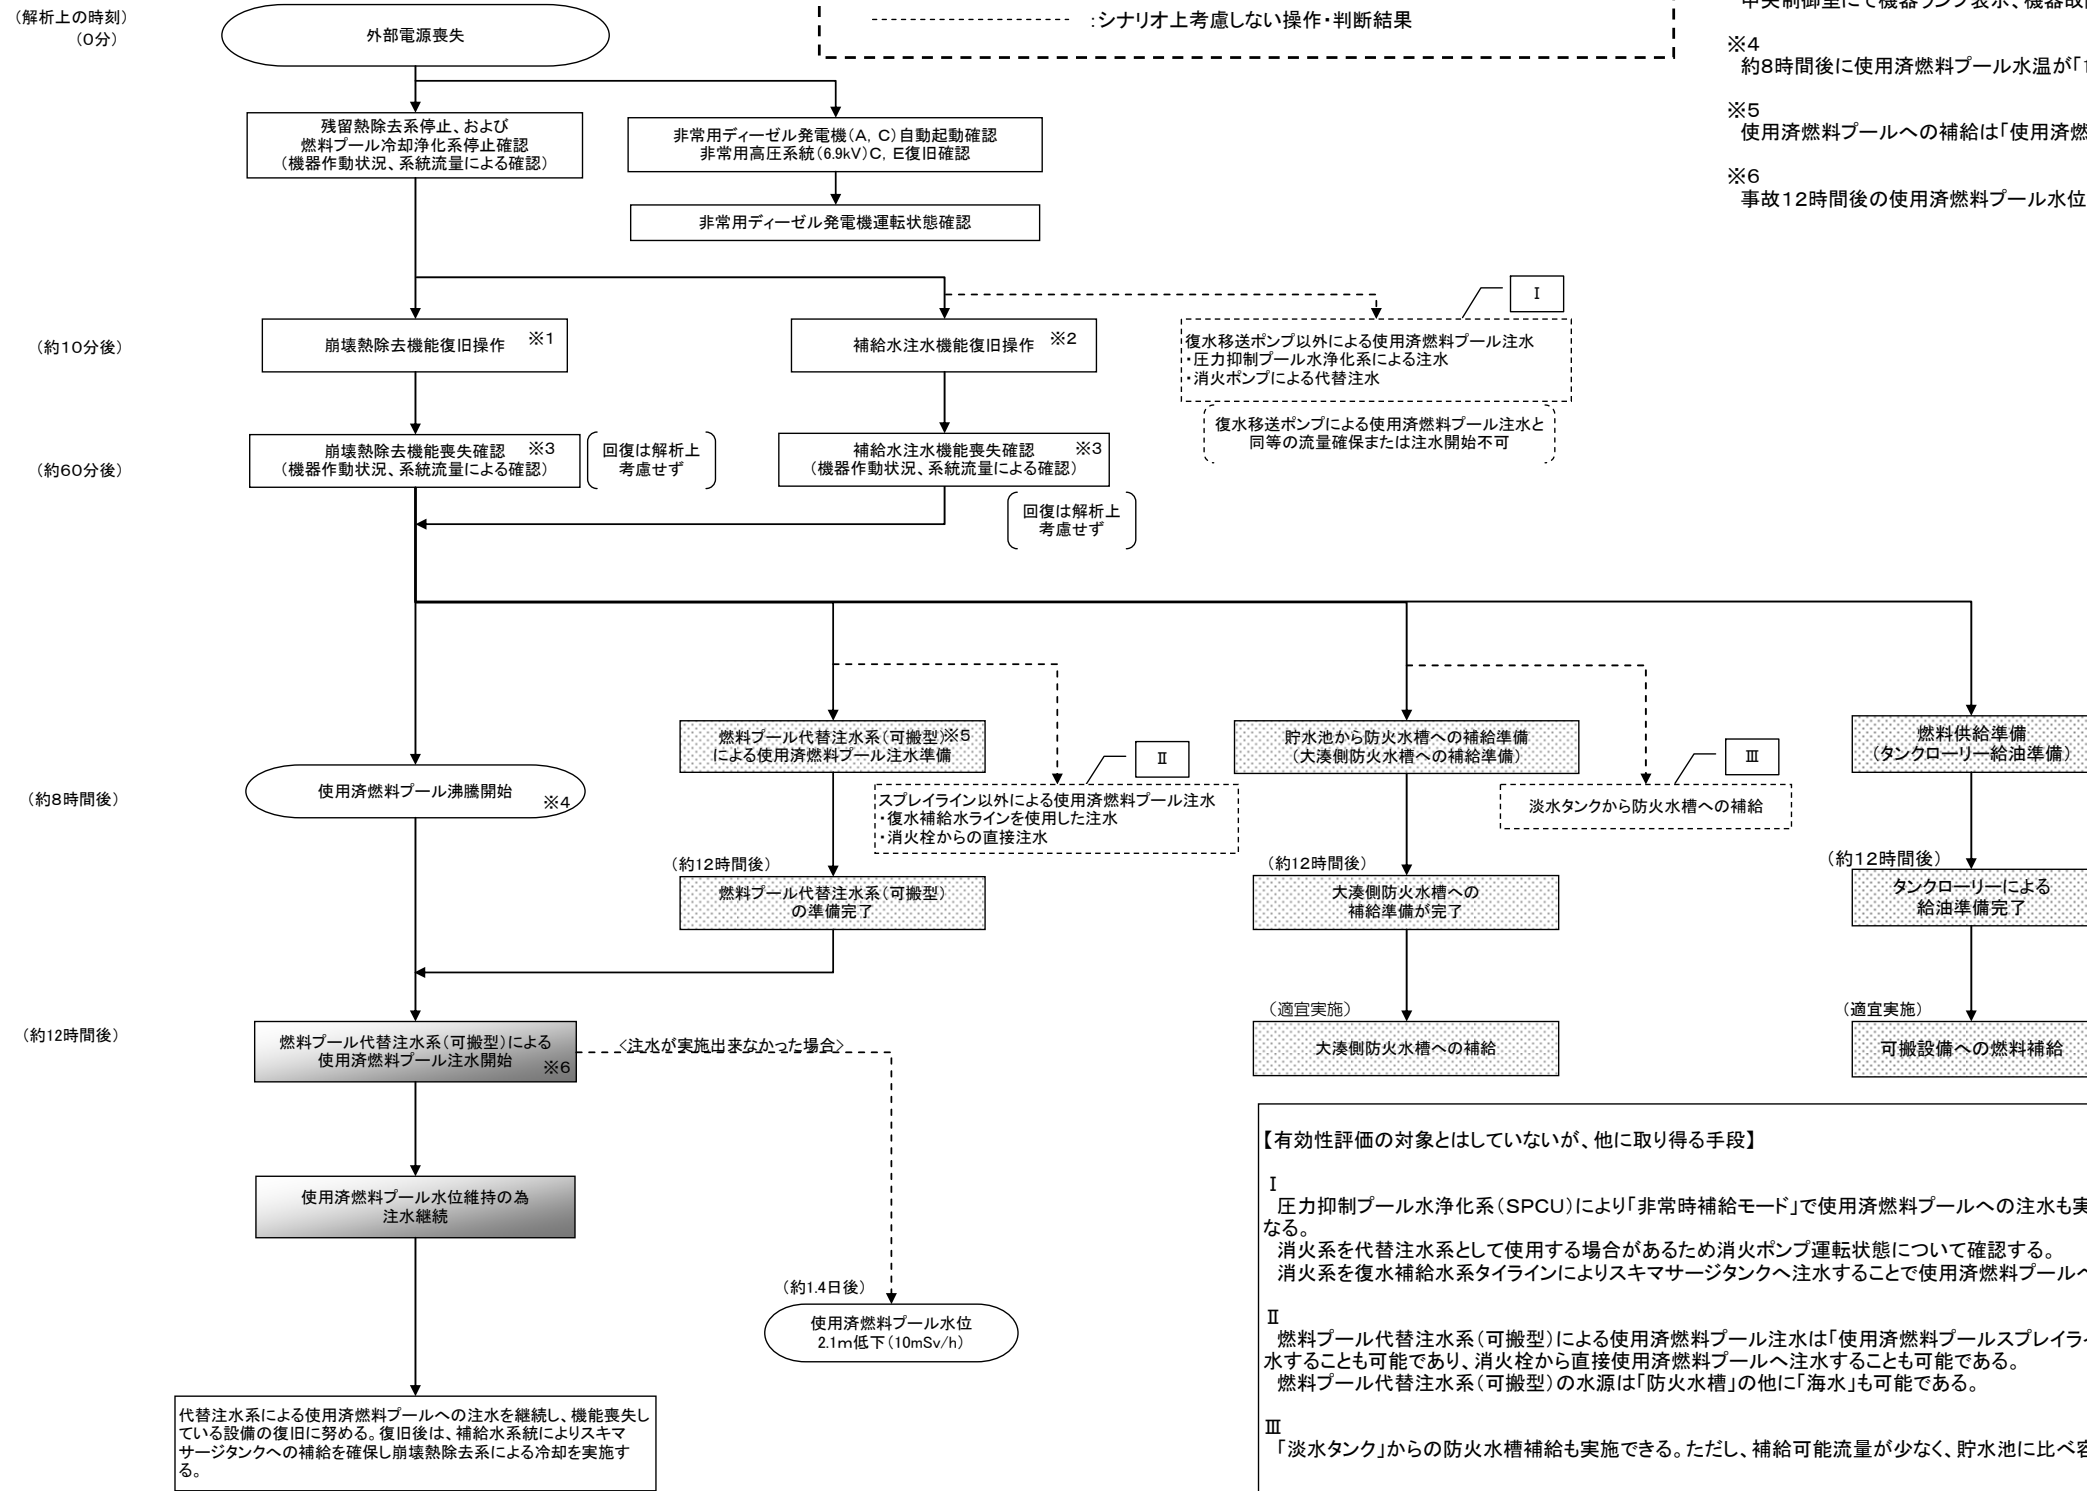 (解析上の時刻)
(0分)
外部電源喪失
:シナリオ上考慮しない操作・判断結果
※4
約8時間後に使用済燃料プール水温が「1
※5
使用済燃料プールへの補給は「使用済燃
※6
事故12時間後の使用済燃料プール水位
残留熱除去系停止、および
燃料プール冷却浄化系停止確認
(機器作動状況、系統流量による確認)
非常用ディーゼル発電機(A, C)自動起動確認
非常用高圧系統(6.9kV)C, E復旧確認
非常用ディーゼル発電機運転状態確認
(約10分後)
崩壊熱除去機能復旧操作 ※1
補給水注水機能復旧操作 ※2
Ⅰ
復水移送ポンプ以外による使用済燃料プール注水
・圧力抑制プール水浄化系による注水
・消火ポンプによる代替注水
復水移送ポンプによる使用済燃料プール注水と
同等の流量確保または注水開始不可
(約60分後)
崩壊熱除去機能喪失確認 ※3
(機器作動状況、系統流量による確認)
回復は解析上
考慮せず
補給水注水機能喪失確認 ※3
(機器作動状況、系統流量による確認)
回復は解析上
考慮せず
燃料プール代替注水系(可搬型)※5
による使用済燃料プール注水準備
Ⅱ
スプレイライン以外による使用済燃料プール注水
・復水補給水ラインを使用した注水
・消火栓からの直接注水
貯水池から防火水槽への補給準備
(大湊側防火水槽への補給準備)
Ⅲ
淡水タンクから防火水槽への補給
燃料供給準備
(タンクローリー給油準備)
(約8時間後)
使用済燃料プール沸騰開始 ※4
(約12時間後)
燃料プール代替注水系(可搬型)
の準備完了
(約12時間後)
大湊側防火水槽への
補給準備が完了
(約12時間後)
タンクローリーによる
給油準備完了
(約12時間後)
燃料プール代替注水系(可搬型)による
使用済燃料プール注水開始 ※6
<注水が実施出来なかった場合>
(適宜実施)
大湊側防火水槽への補給
(適宜実施)
可搬設備への燃料補給
使用済燃料プール水位維持の為
注水継続
(約1.4日後)
使用済燃料プール水位
2.1m低下(10mSv/h)
代替注水系による使用済燃料プールへの注水を継続し、機能喪失し
ている設備の復旧に努める。復旧後は、補給水系統によりスキマ
サージタンクへの補給を確保し崩壊熱除去系による冷却を実施す
る。
【有効性評価の対象とはしていないが、他に取り得る手段】
Ⅰ
圧力抑制プール水浄化系(SPCU)により「非常時補給モード」で使用済燃料プールへの注水も実
なる。
消火系を代替注水系として使用する場合があるため消火ポンプ運転状態について確認する。
消火系を復水補給水系タイラインによりスキマサージタンクへ注水することで使用済燃料プールへ
Ⅱ
燃料プール代替注水系(可搬型)による使用済燃料プール注水は「使用済燃料プールスプレイライ
水することも可能であり、消火栓から直接使用済燃料プールへ注水することも可能である。
燃料プール代替注水系(可搬型)の水源は「防火水槽」の他に「海水」も可能である。
Ⅲ
「淡水タンク」からの防火水槽補給も実施できる。ただし、補給可能流量が少なく、貯水池に比べ容